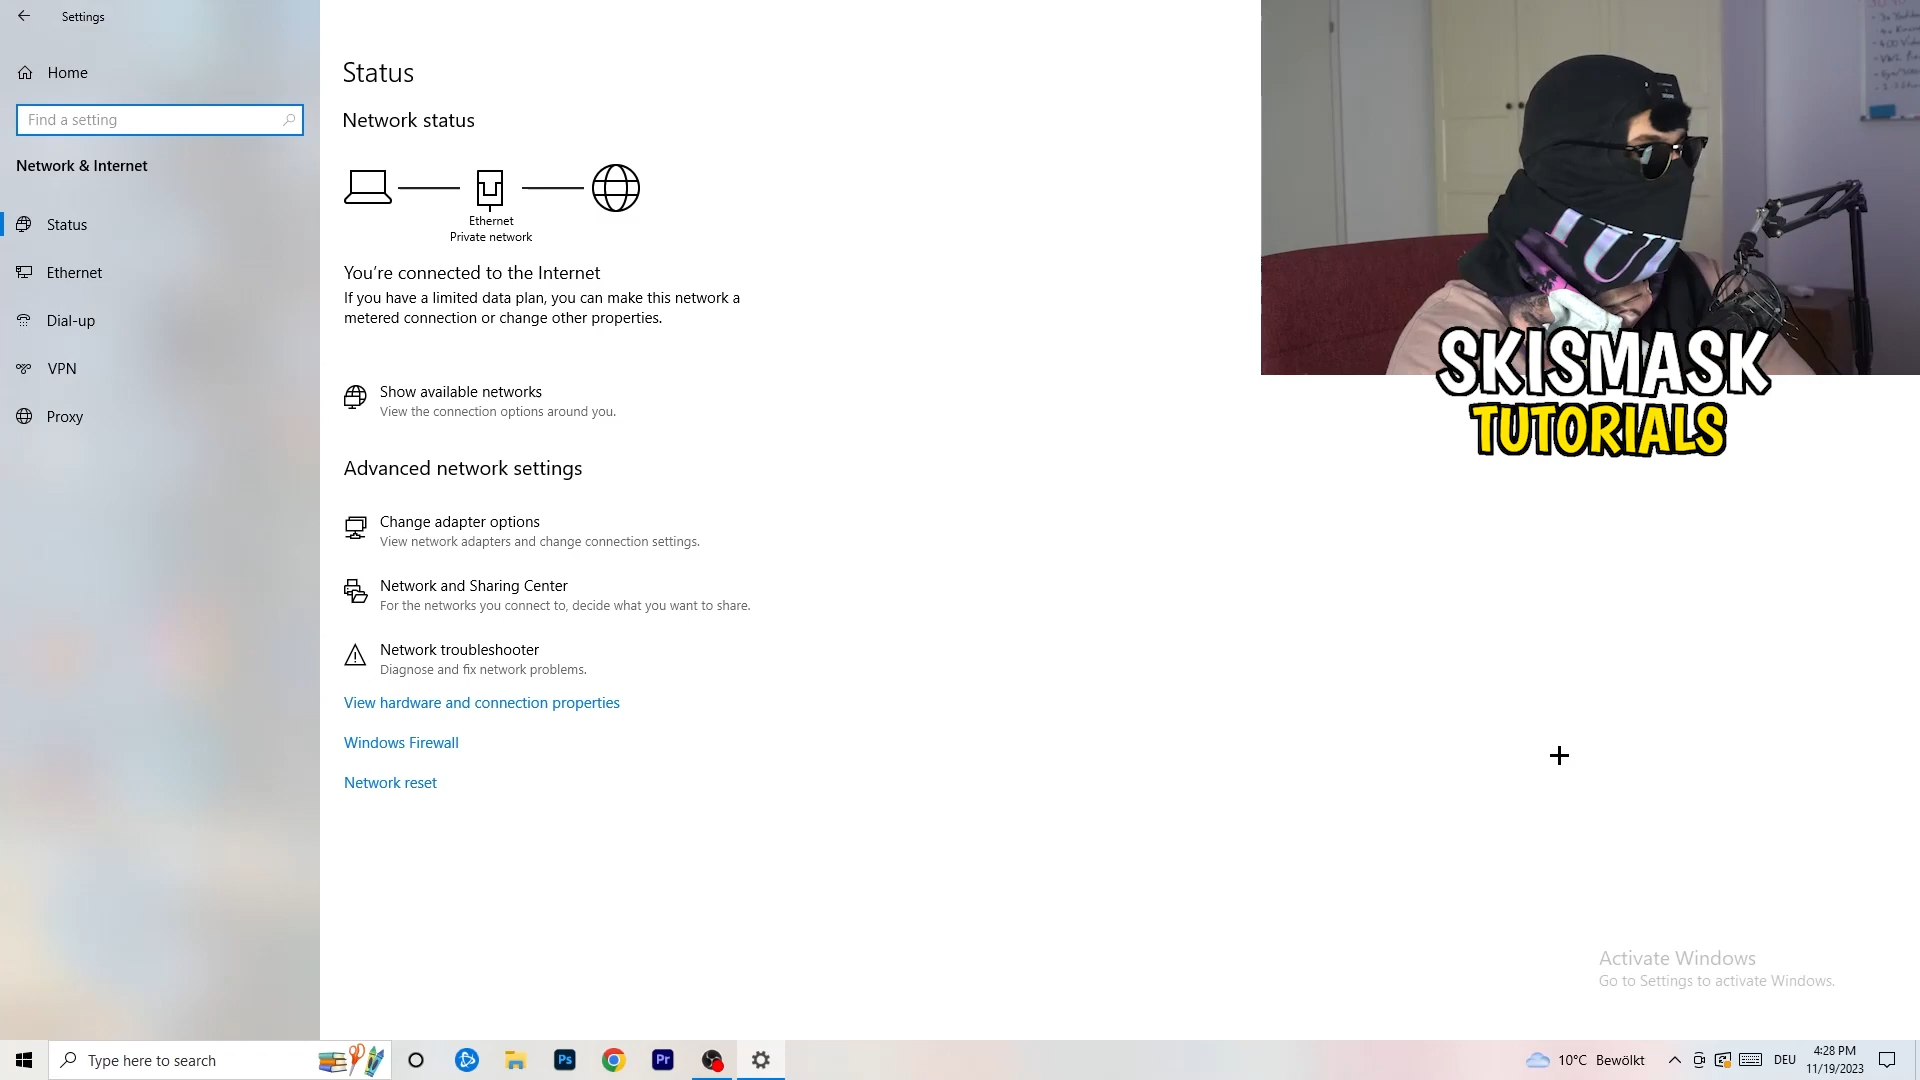 Settings
Home
Find a setting
Network & Internet
Status
Ethernet
Dial-up
VPN
Proxy
Status
Network status
Ethernet
Private network
You're connected to the Internet
If you have a limited data plan, you can make this network a
metered connection or change other properties.
Show available networks
View the connection options around you.
Advanced network settings
Change adapter options
View network adapters and change connection settings.
Network and Sharing Center
For the networks you connect to, decide what you want to share.
Network troubleshooter
Diagnose and fix network problems.
View hardware and connection properties
Windows Firewall
Network reset
SKISMASK
TUTORIALS
Activate Windows
Go to Settings to activate Windows.
Type here to search
Ps
Pr
10°C Bewölkt
DEU
4:28 PM
11/19/2023